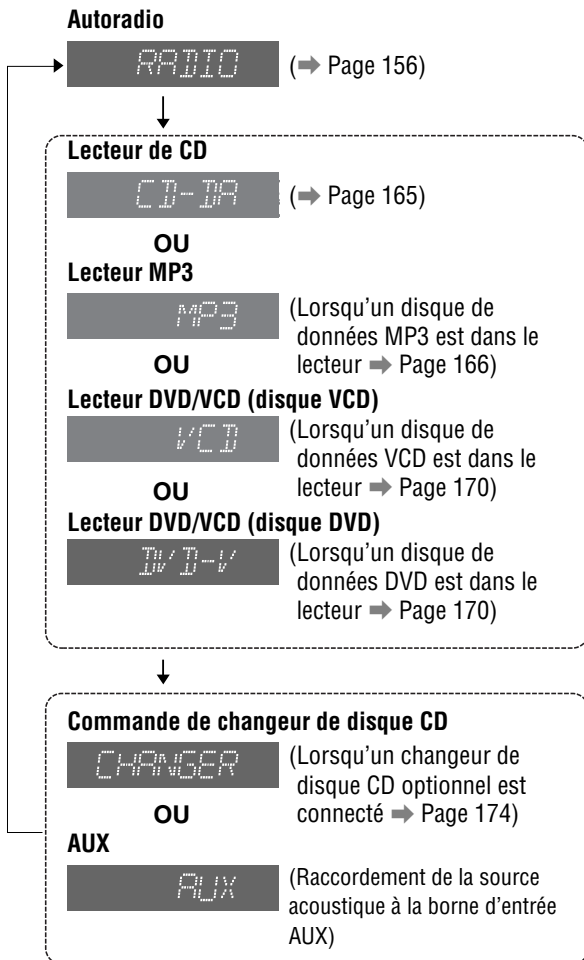 Autoradio
RADIO (➡ Page 156)
Lecteur de CD
CD-DA (➡ Page 165)
OU
Lecteur MP3
MP3 (Lorsqu’un disque de
données MP3 est dans le
OU lecteur ➡ Page 166)
Lecteur DVD/VCD (disque VCD)
VCD (Lorsqu’un disque de
données VCD est dans le
OU lecteur ➡ Page 170)
Lecteur DVD/VCD (disque DVD)
DVD-V (Lorsqu’un disque de
données DVD est dans le
lecteur ➡ Page 170)
Commande de changeur de disque CD
CHANGER (Lorsqu’un changeur de
disque CD optionnel est
OU connecté ➡ Page 174)
AUX
AUX (Raccordement de la source
acoustique à la borne d’entrée
AUX)